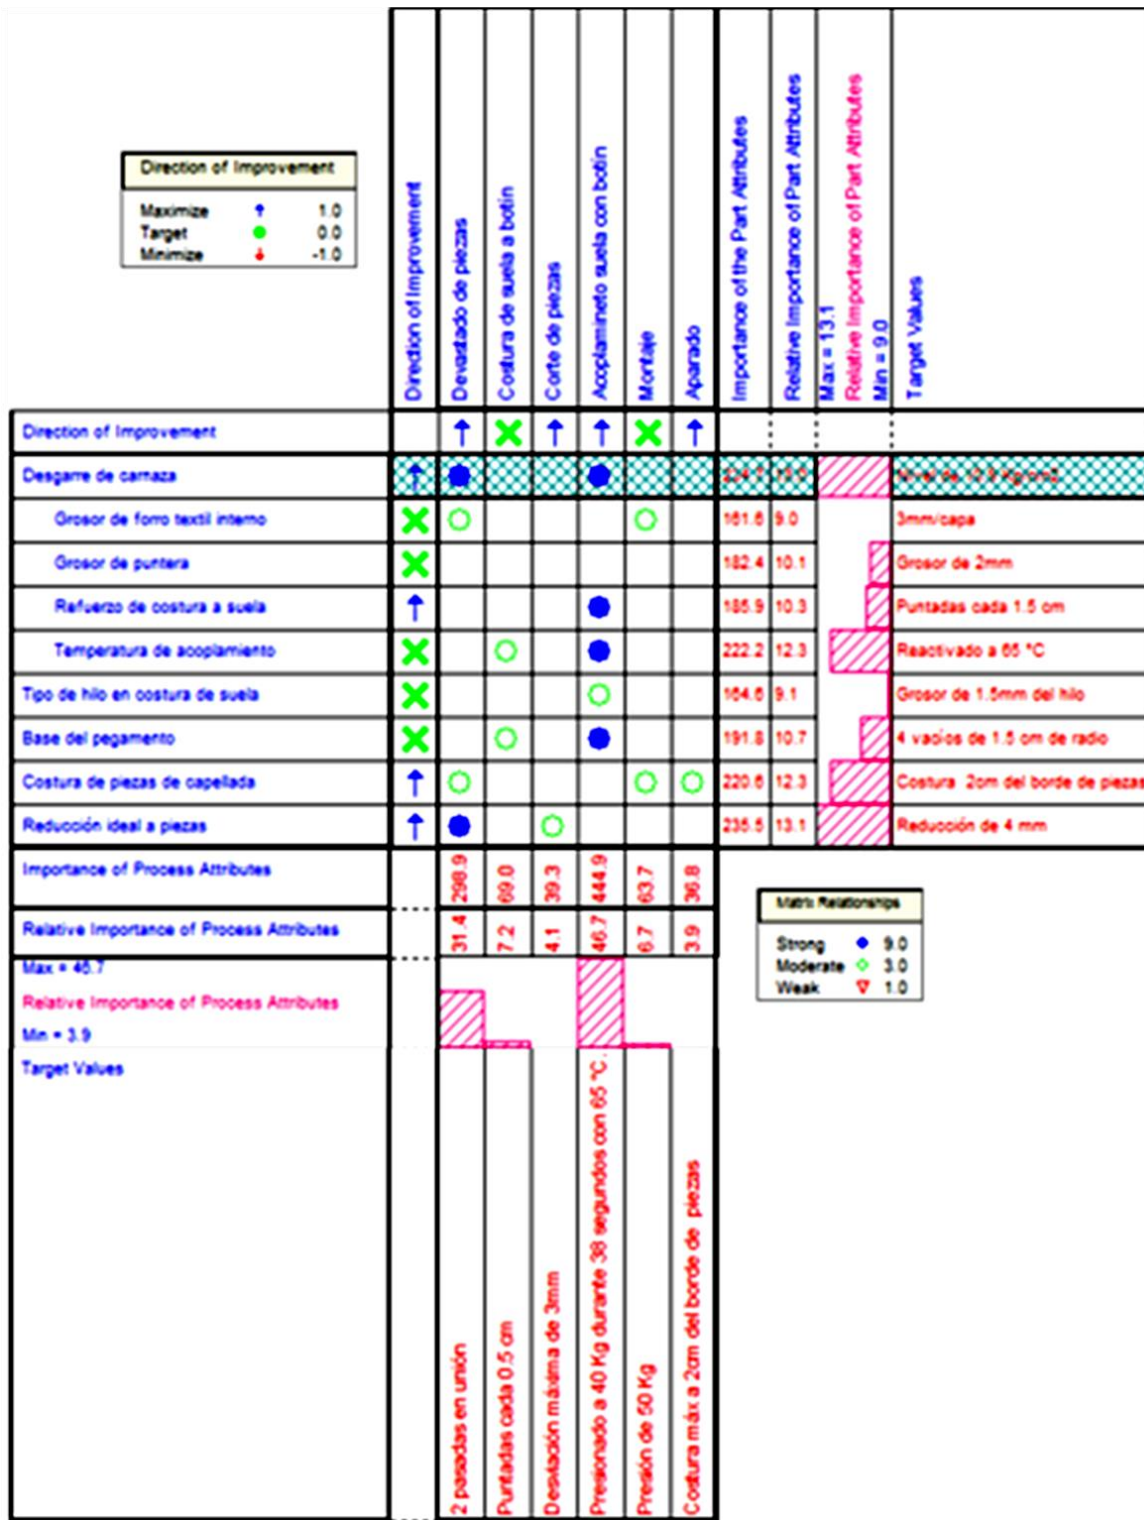 Direction of Improvement
Maximize 1.0
Target 0.0
Minimize -1.0
Direction of Improvement
Devastado de piezas
Costura de suela a botín
Corte de piezas
Acoplamineto suela con botín
Montaje
Aparado
Importance of the Part Attributes
Relative Importance of Part Attributes
Max = 13.1
Relative Importance of Part Attributes
Min = 9.0
Target Values
Direction of Improvement
Desgarre de carnaza
Grosor de forro textil interno 161.6 9.0 3mm/capa
Grosor de puntera 182.4 10.1 Grosor de 2mm
Refuerzo de costura a suela 185.9 10.3 Puntadas cada 1.5 cm
Temperatura de acoplamiento 222.2 12.3 Reactivado a 65 °C
Tipo de hilo en costura de suela 164.6 9.1 Grosor de 1.5mm del hilo
Base del pegamento 191.8 10.7 4 vacíos de 1.5 cm de radio
Costura de piezas de capellada 220.6 12.3 Costura 2cm del borde de piezas
Reducción ideal a piezas 235.5 13.1 Reducción de 4 mm
Importance of Process Attributes 298.9 69.0 39.3 444.9 63.7 36.8
Relative Importance of Process Attributes 31.4 7.2 4.1 46.7 6.7 3.9
Max = 46.7
Relative Importance of Process Attributes
Min = 3.9
Target Values
2 pasadas en unión
Puntadas cada 0.5 cm
Desviación máxima de 3mm
Presionado a 40 Kg durante 38 segundos con 65 °C.
Presión de 50 Kg
Costura máx a 2cm del borde de piezas
Matrix Relationships
Strong 9.0
Moderate 3.0
Weak 1.0